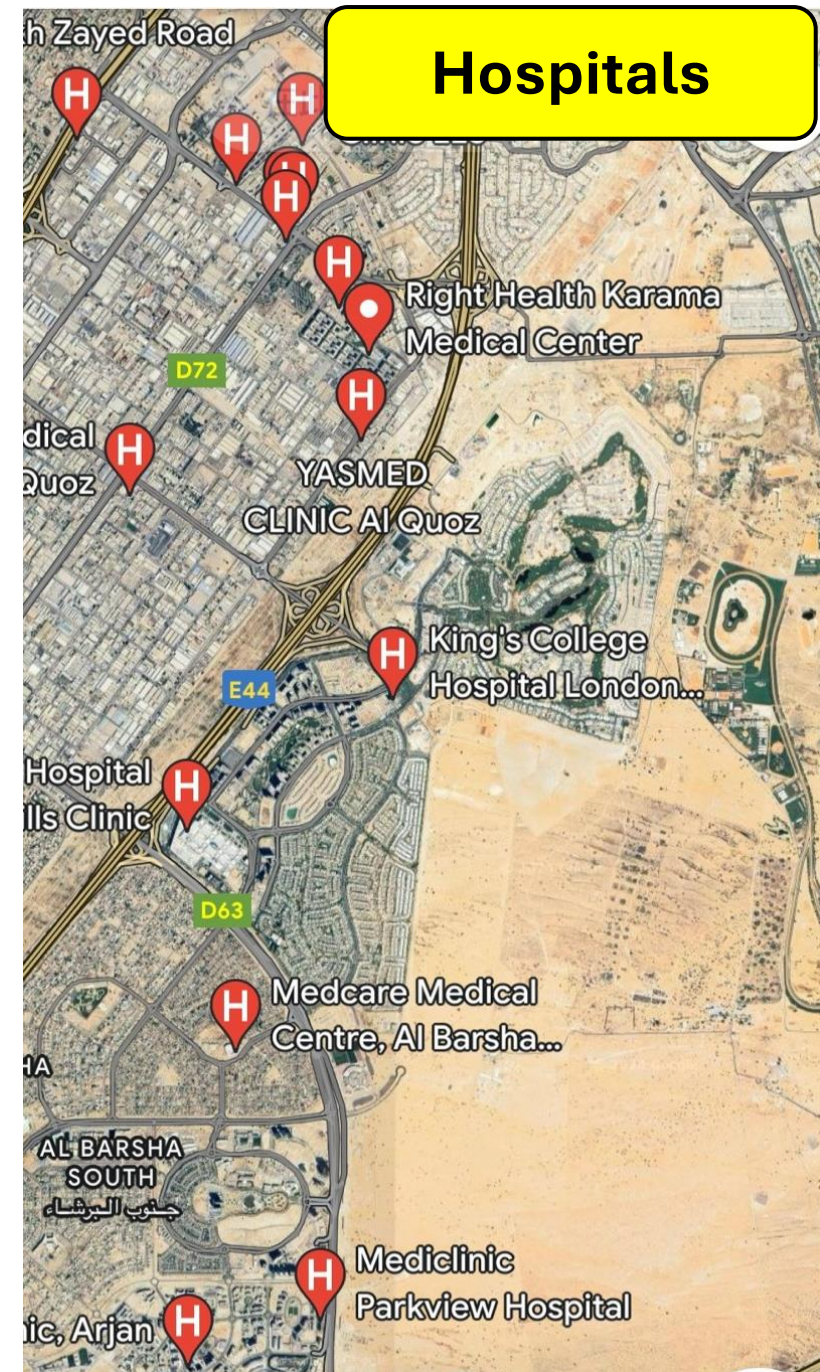 Hospitals
h Zayed Road
H
H
H
H
H
H
Right Health Karama
Medical Center
D72
H
dical
Quoz
H
YASMED
CLINIC Al Quoz
King's College
Hospital London...
H
E44
Hospital
lls Clinic
H
D63
Medcare Medical
Centre, Al Barsha...
H
HA
AL BARSHA
SOUTH
جنوب البرشاء
Mediclinic
Parkview Hospital
H
ic, Arjan
H